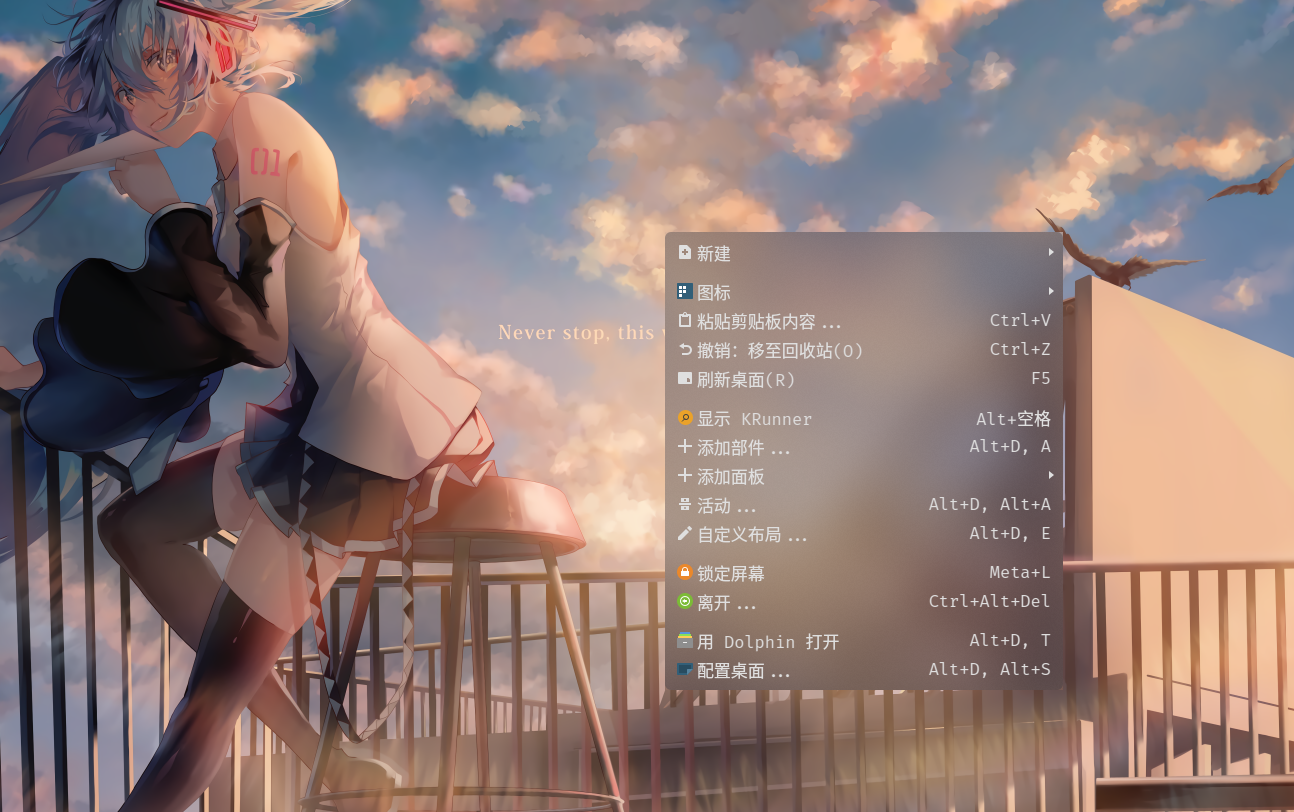 01
Never stop, this
新建
图标
粘贴剪贴板内容 ... Ctrl+V
撤销: 移至回收站(O) Ctrl+Z
刷新桌面(R) F5
显示 KRunner Alt+空格
添加部件 ... Alt+D, A
添加面板
活动 ... Alt+D, Alt+A
自定义布局 ... Alt+D, E
锁定屏幕 Meta+L
离开 ... Ctrl+Alt+Del
用 Dolphin 打开 Alt+D, T
配置桌面 ... Alt+D, Alt+S